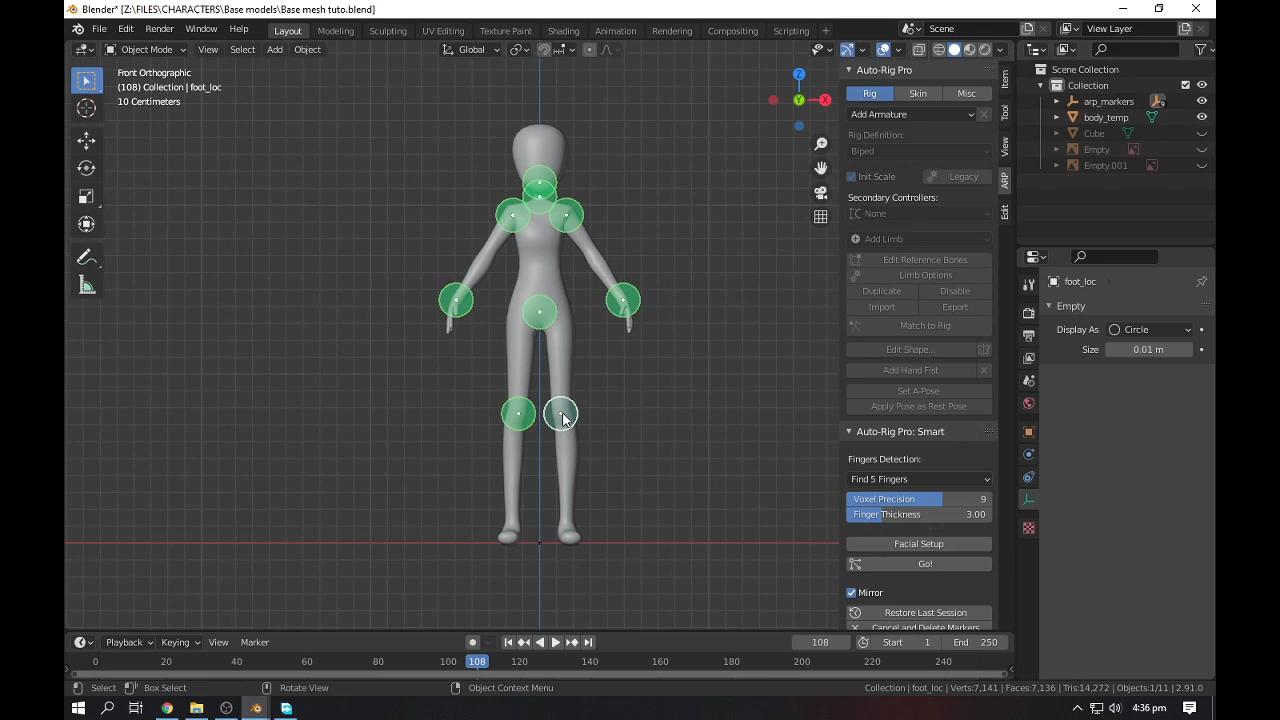 Blender* [Z:\FILES\CHARACTERS\Base models\Base mesh tuto.blend]
File Edit Render Window Help Layout Modeling Sculpting UV Editing Texture Paint Shading Animation Rendering Compositing Scripting + Scene View Layer
Object Mode View Select Add Object Global
Front Orthographic
(108) Collection | foot_loc
10 Centimeters
Z
Y
X
Auto-Rig Pro
Rig Skin Misc
Add Armature
Rig Definition:
Biped
Init Scale Legacy
Secondary Controllers:
None
Add Limb
Edit Reference Bones
Limb Options
Duplicate Disable
Import Export
Match to Rig
Edit Shape...
Add Hand Fist
Set A-Pose
Apply Pose as Rest Pose
Auto-Rig Pro: Smart
Fingers Detection:
Find 5 Fingers
Voxel Precision 9
Finger Thickness 3.00
Facial Setup
Go!
Mirror
Restore Last Session
Cancel and Delete Markers
Item
Tool
View
ARP
Edit
Scene Collection
Collection
arp_markers 9
body_temp
Cube
Empty
Empty.001
foot_loc
Empty
Display As Circle
Size 0.01 m
Playback Keying View Marker 108 Start 1 End 250
0 20 40 60 80 100 108 120 140 160 180 200 220 240
Select Box Select Rotate View Object Context Menu Collection | foot_loc | Verts:7,141 | Faces:7,136 | Tris:14,272 | Objects:1/11 | 2.91.0
4:36 pm